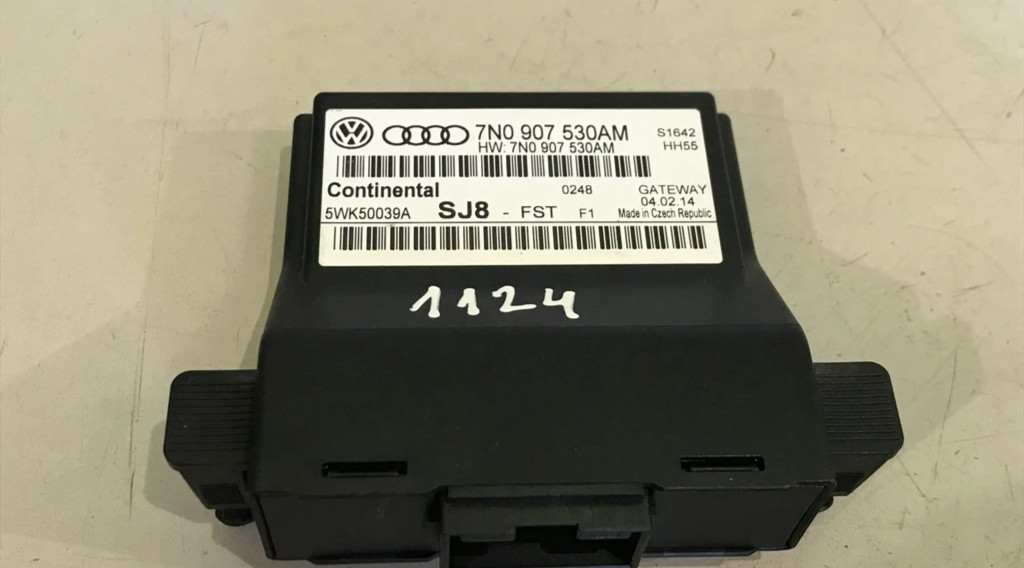 7N0 907 530AM S1642
HW: 7N0 907 530AM HH55
Continental 0248 GATEWAY
04.02.14
5WK50039A SJ8 - FST F1 Made in Czech Republic
1124